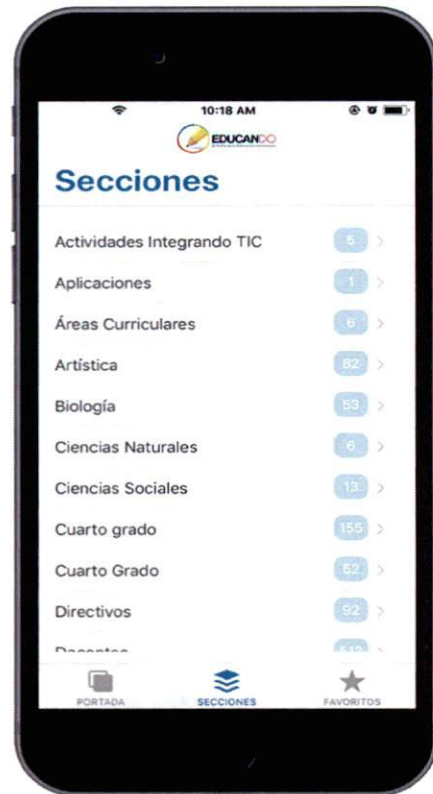 10:18 AM
EDUCANDO
Secciones
Actividades Integrando TIC 5
Aplicaciones 1
Áreas Curriculares 6
Artística 82
Biología 53
Ciencias Naturales 6
Ciencias Sociales 13
Cuarto grado 155
Cuarto Grado 52
Directivos 92
Docentes
PORTADA SECCIONES FAVORITOS